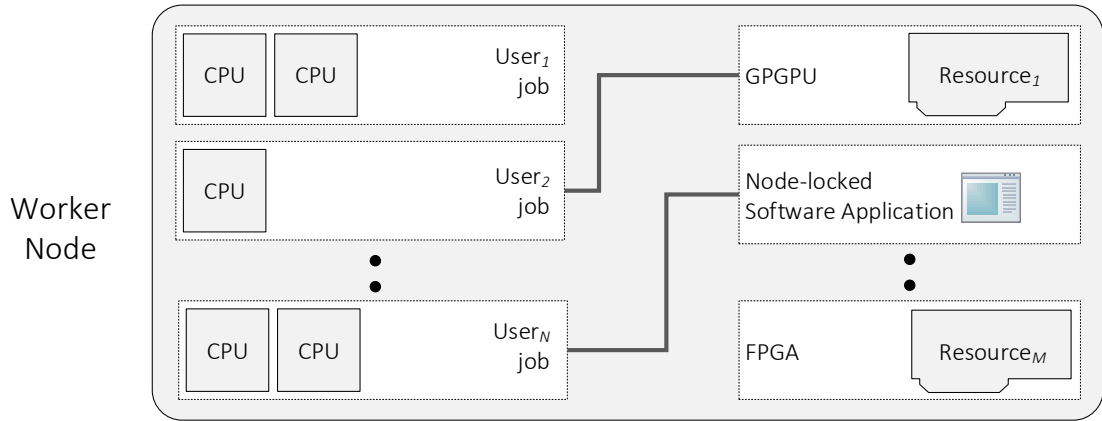 Worker
Node
CPU CPU
User1
job
CPU
User2
job
CPU CPU
UserN
job
GPGPU
Resource1
Node-locked
Software Application
FPGA
ResourceM